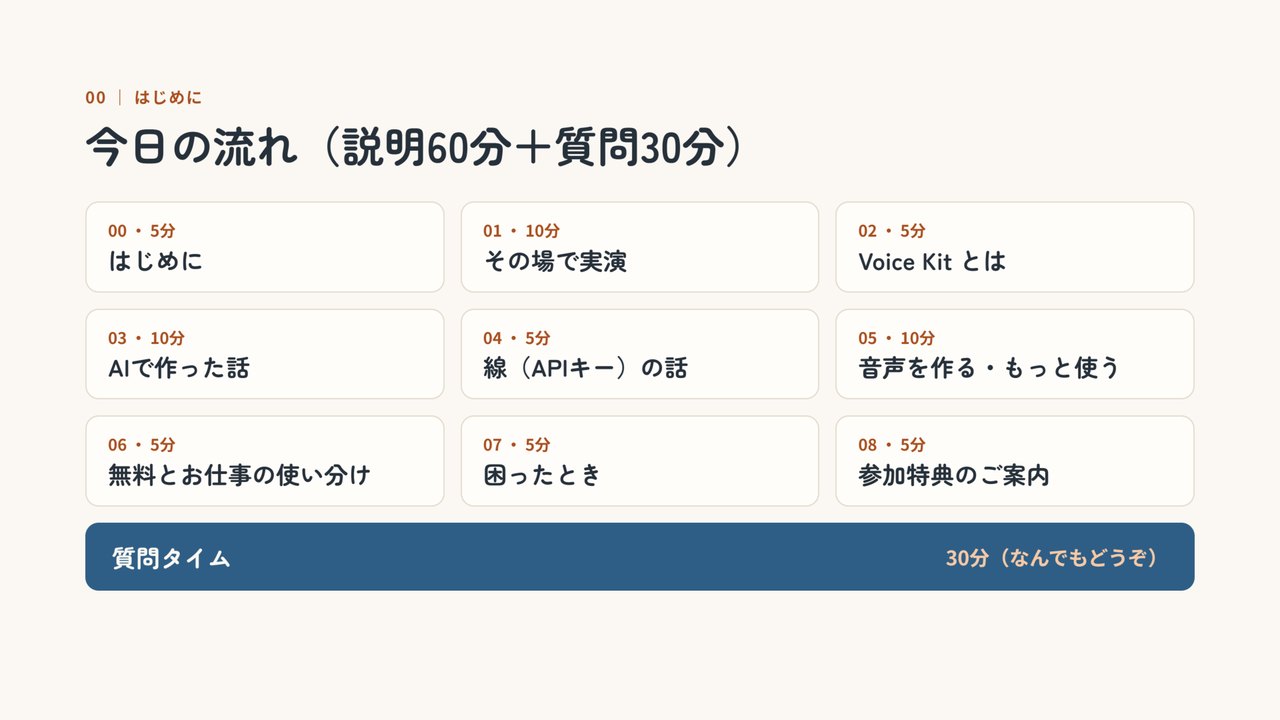 00 | はじめに
今日の流れ（説明60分＋質問30分）
00 ・ 5分
はじめに
01 ・ 10分
その場で実演
02 ・ 5分
Voice Kit とは
03 ・ 10分
AIで作った話
04 ・ 5分
線（APIキー）の話
05 ・ 10分
音声を作る・もっと使う
06 ・ 5分
無料とお仕事の使い分け
07 ・ 5分
困ったとき
08 ・ 5分
参加特典のご案内
質問タイム
30分（なんでもどうぞ）